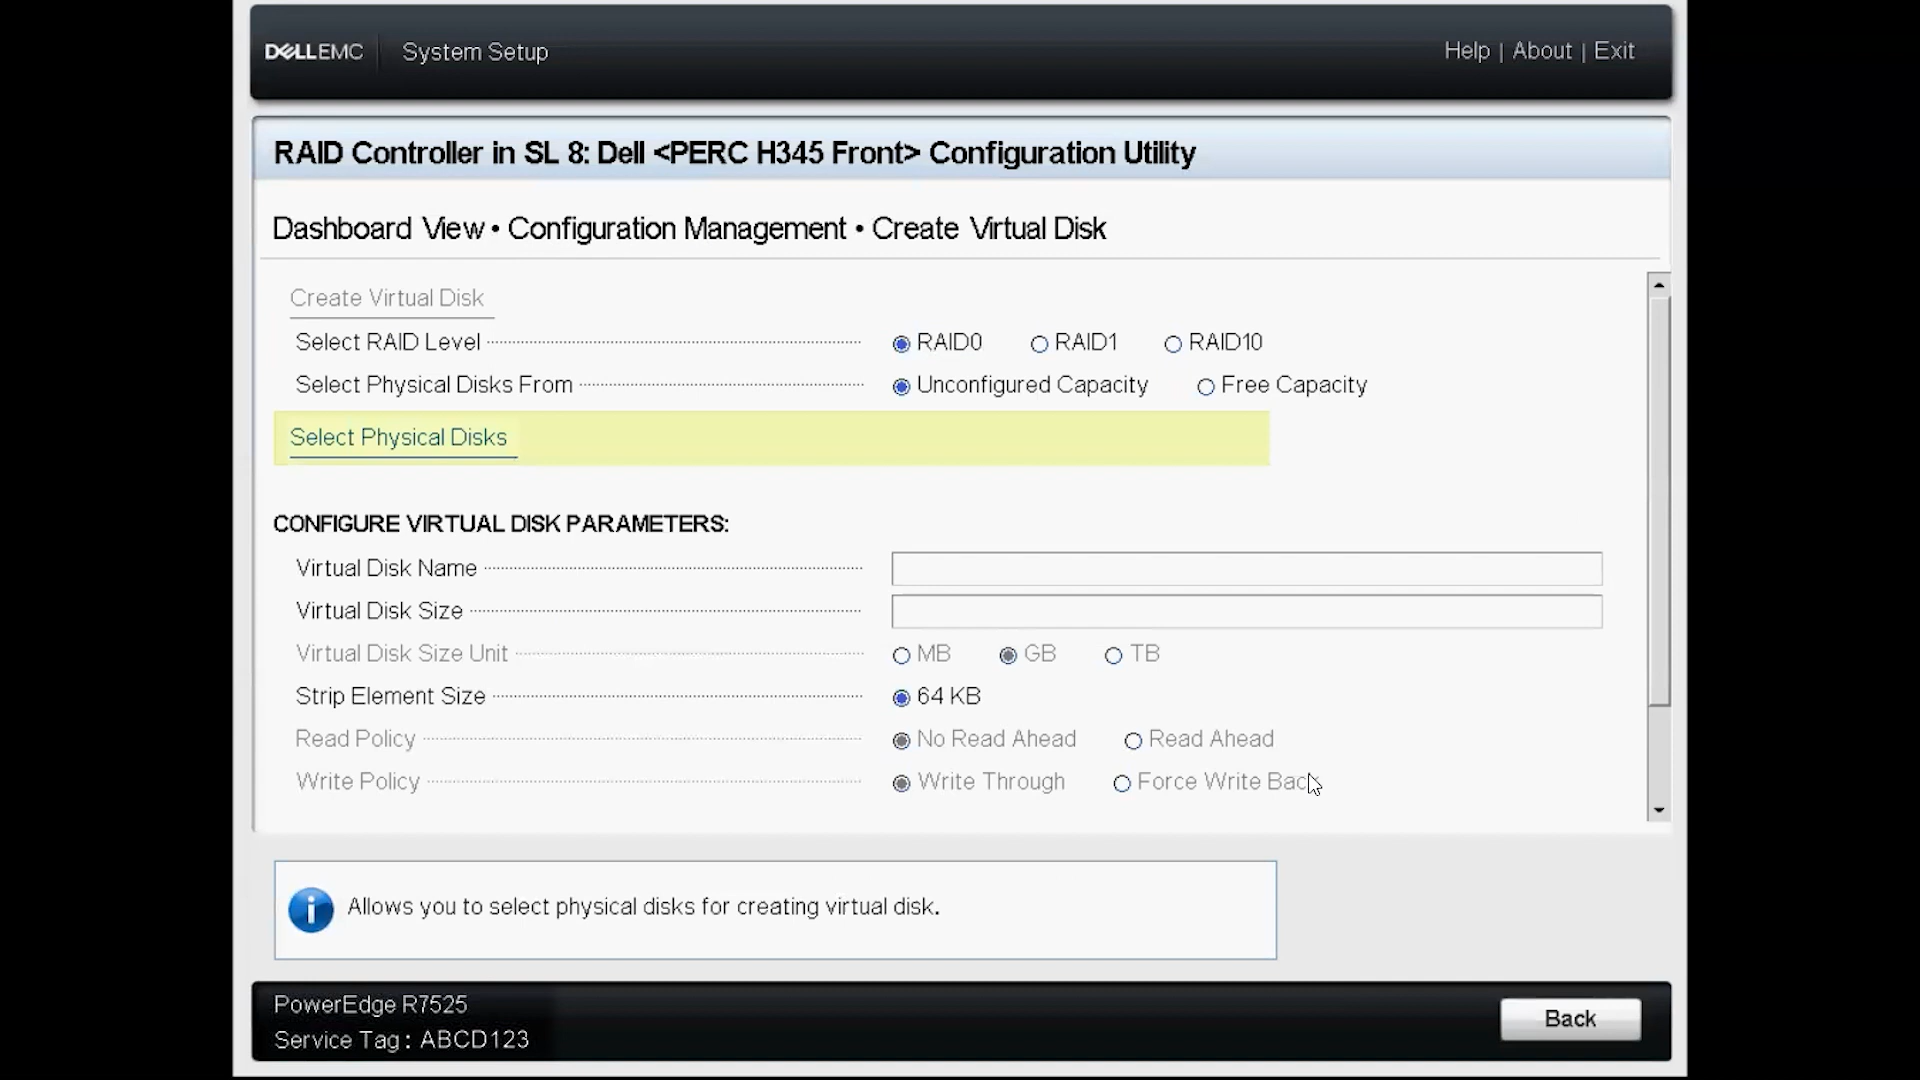 DELLEMC System Setup Help | About | Exit
RAID Controller in SL 8: Dell <PERC H345 Front> Configuration Utility
Dashboard View • Configuration Management • Create Virtual Disk
Create Virtual Disk
Select RAID Level RAID0 RAID1 RAID10
Select Physical Disks From Unconfigured Capacity Free Capacity
Select Physical Disks
CONFIGURE VIRTUAL DISK PARAMETERS:
Virtual Disk Name
Virtual Disk Size
Virtual Disk Size Unit MB GB TB
Strip Element Size 64 KB
Read Policy No Read Ahead Read Ahead
Write Policy Write Through Force Write Back
Allows you to select physical disks for creating virtual disk.
PowerEdge R7525
Service Tag : ABCD123
Back